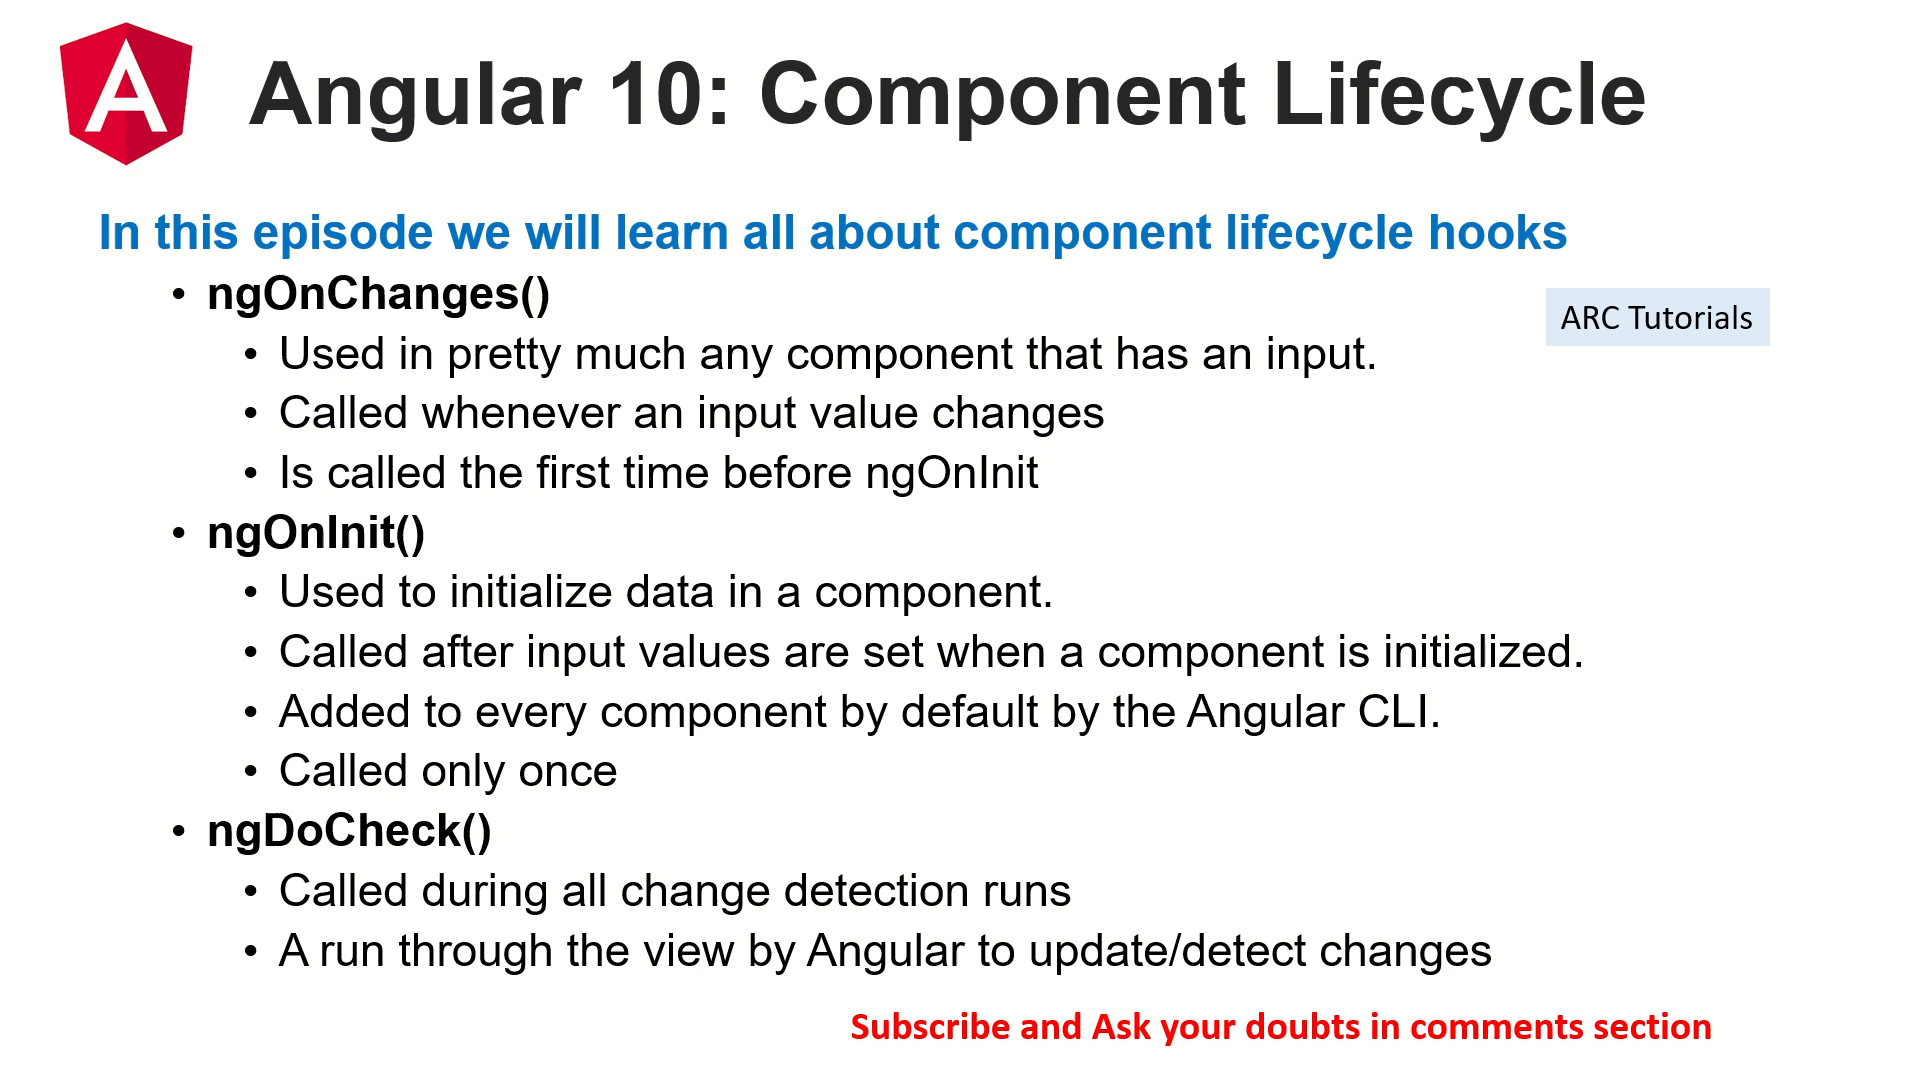 Angular 10: Component Lifecycle
In this episode we will learn all about component lifecycle hooks
• ngOnChanges()
ARC Tutorials
• Used in pretty much any component that has an input.
• Called whenever an input value changes
• Is called the first time before ngOnInit
• ngOnInit()
• Used to initialize data in a component.
• Called after input values are set when a component is initialized.
• Added to every component by default by the Angular CLI.
• Called only once
• ngDoCheck()
• Called during all change detection runs
• A run through the view by Angular to update/detect changes
Subscribe and Ask your doubts in comments section